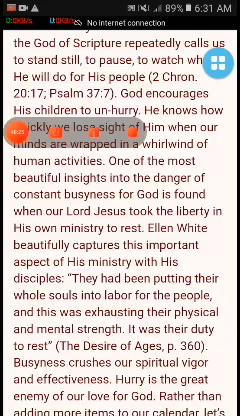 0:0KB/s U:0KB/s No internet connection 89% 6:31 AM
the God of Scripture repeatedly calls us
to stand still, to pause, to watch
He will do for His people (2 Chron.
20:17; Psalm 37:7). God encourages
His children to un-hurry. He knows how
quickly we lose sight of Him when our
minds are wrapped in a whirlwind of
human activities. One of the most
beautiful insights into the danger of
constant busyness for God is found
when our Lord Jesus took the liberty in
His own ministry to rest. Ellen White
beautifully captures this important
aspect of His ministry with His
disciples: “They had been putting their
whole souls into labor for the people,
and this was exhausting their physical
and mental strength. It was their duty
to rest” (The Desire of Ages, p. 360).
Busyness crushes our spiritual vigor
and effectiveness. Hurry is the great
enemy of our love for God. Rather than
adding more items to our calendar, let’s